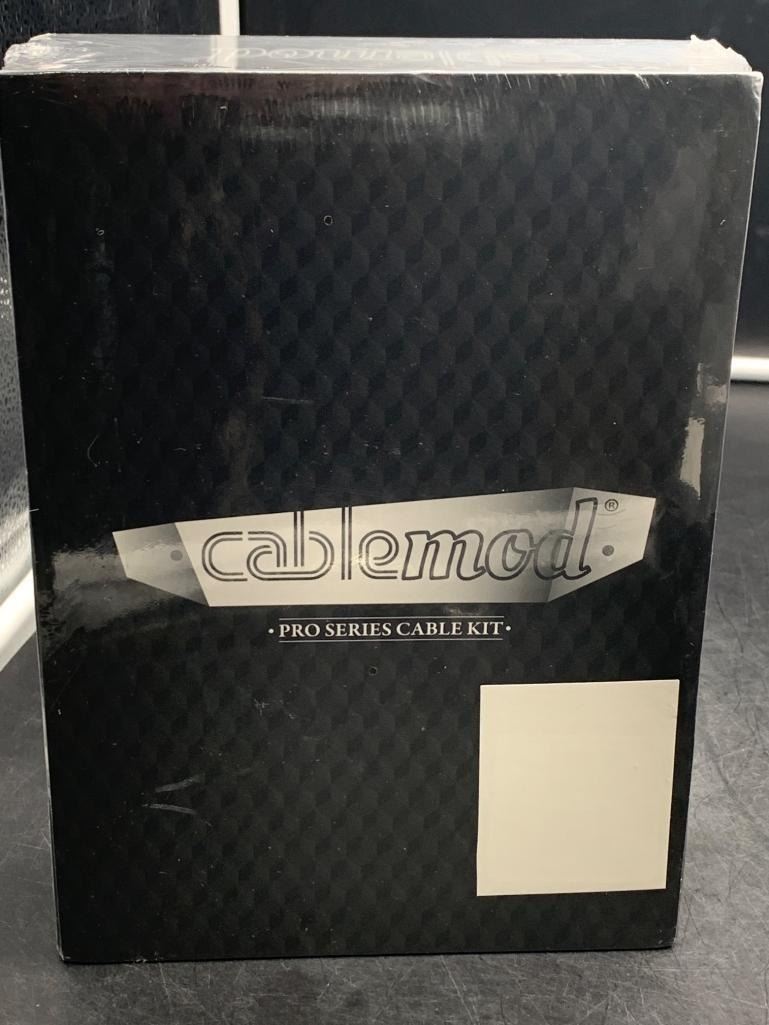 cablemod®
• PRO SERIES CABLE KIT •